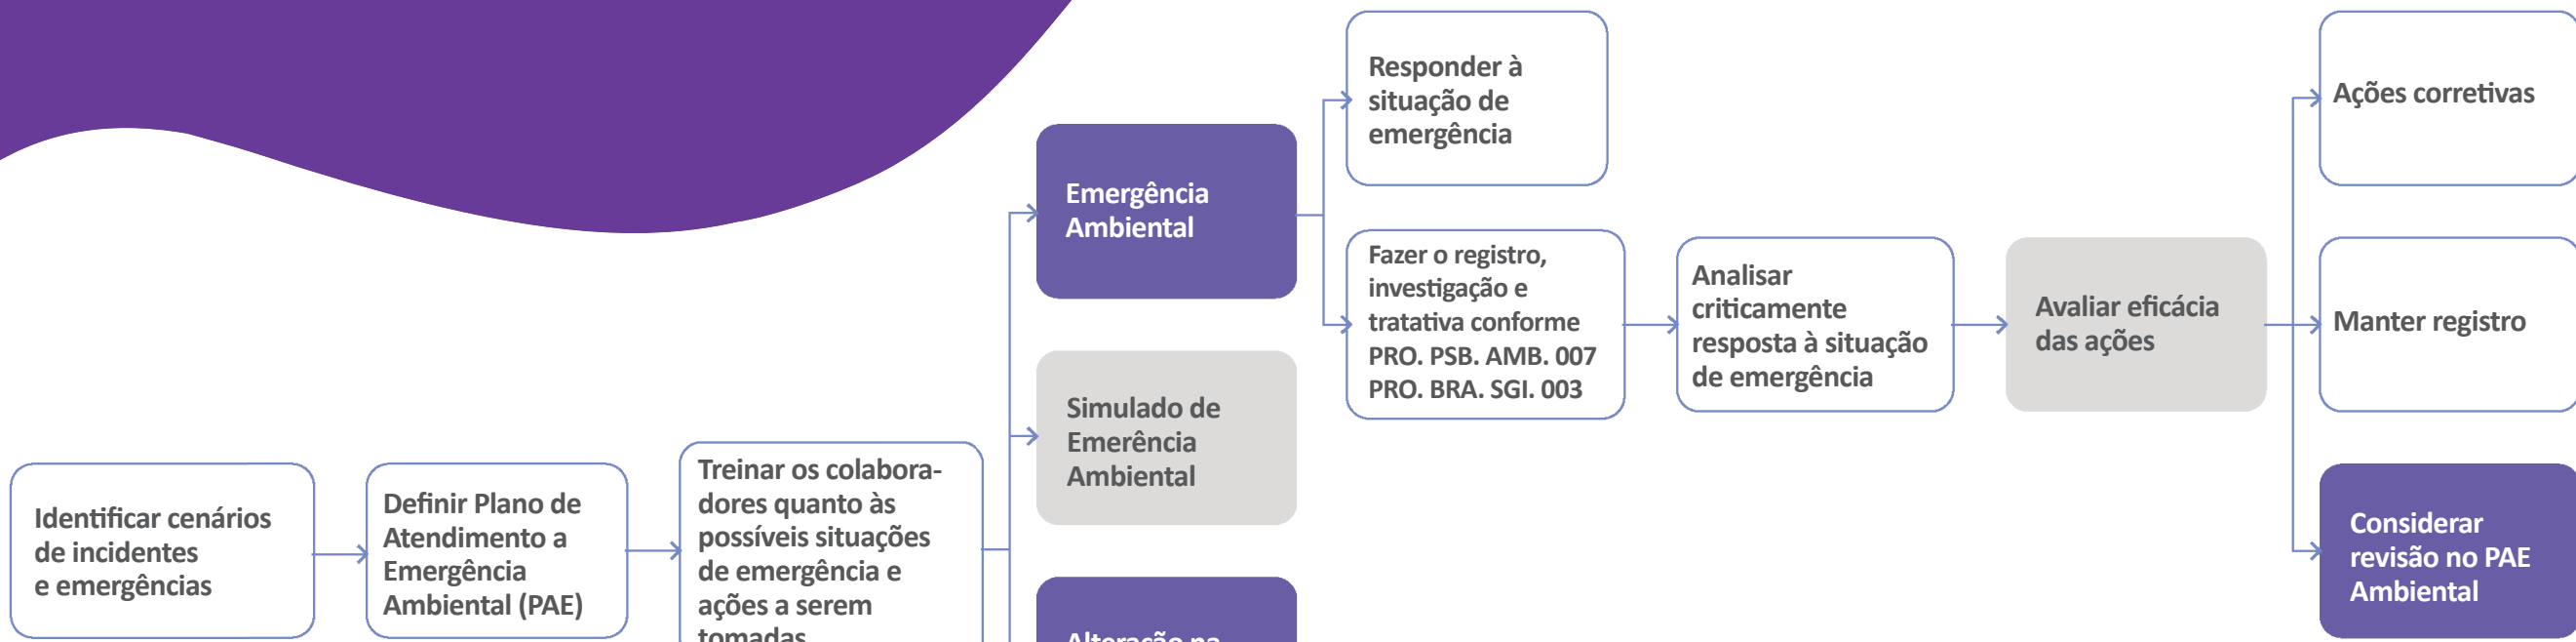 Identificar cenários
de incidentes
e emergências
Definir Plano de
Atendimento a
Emergência
Ambiental (PAE)
Treinar os colabora-
dores quanto às
possíveis situações
de emergência e
ações a serem
tomadas
Emergência
Ambiental
Simulado de
Emerência
Ambiental
Alteração na
Responder à
situação de
emergência
Fazer o registro,
investigação e
tratativa conforme
PRO. PSB. AMB. 007
PRO. BRA. SGI. 003
Analisar
criticamente
resposta à situação
de emergência
Avaliar eficácia
das ações
Ações corretivas
Manter registro
Considerar
revisão no PAE
Ambiental